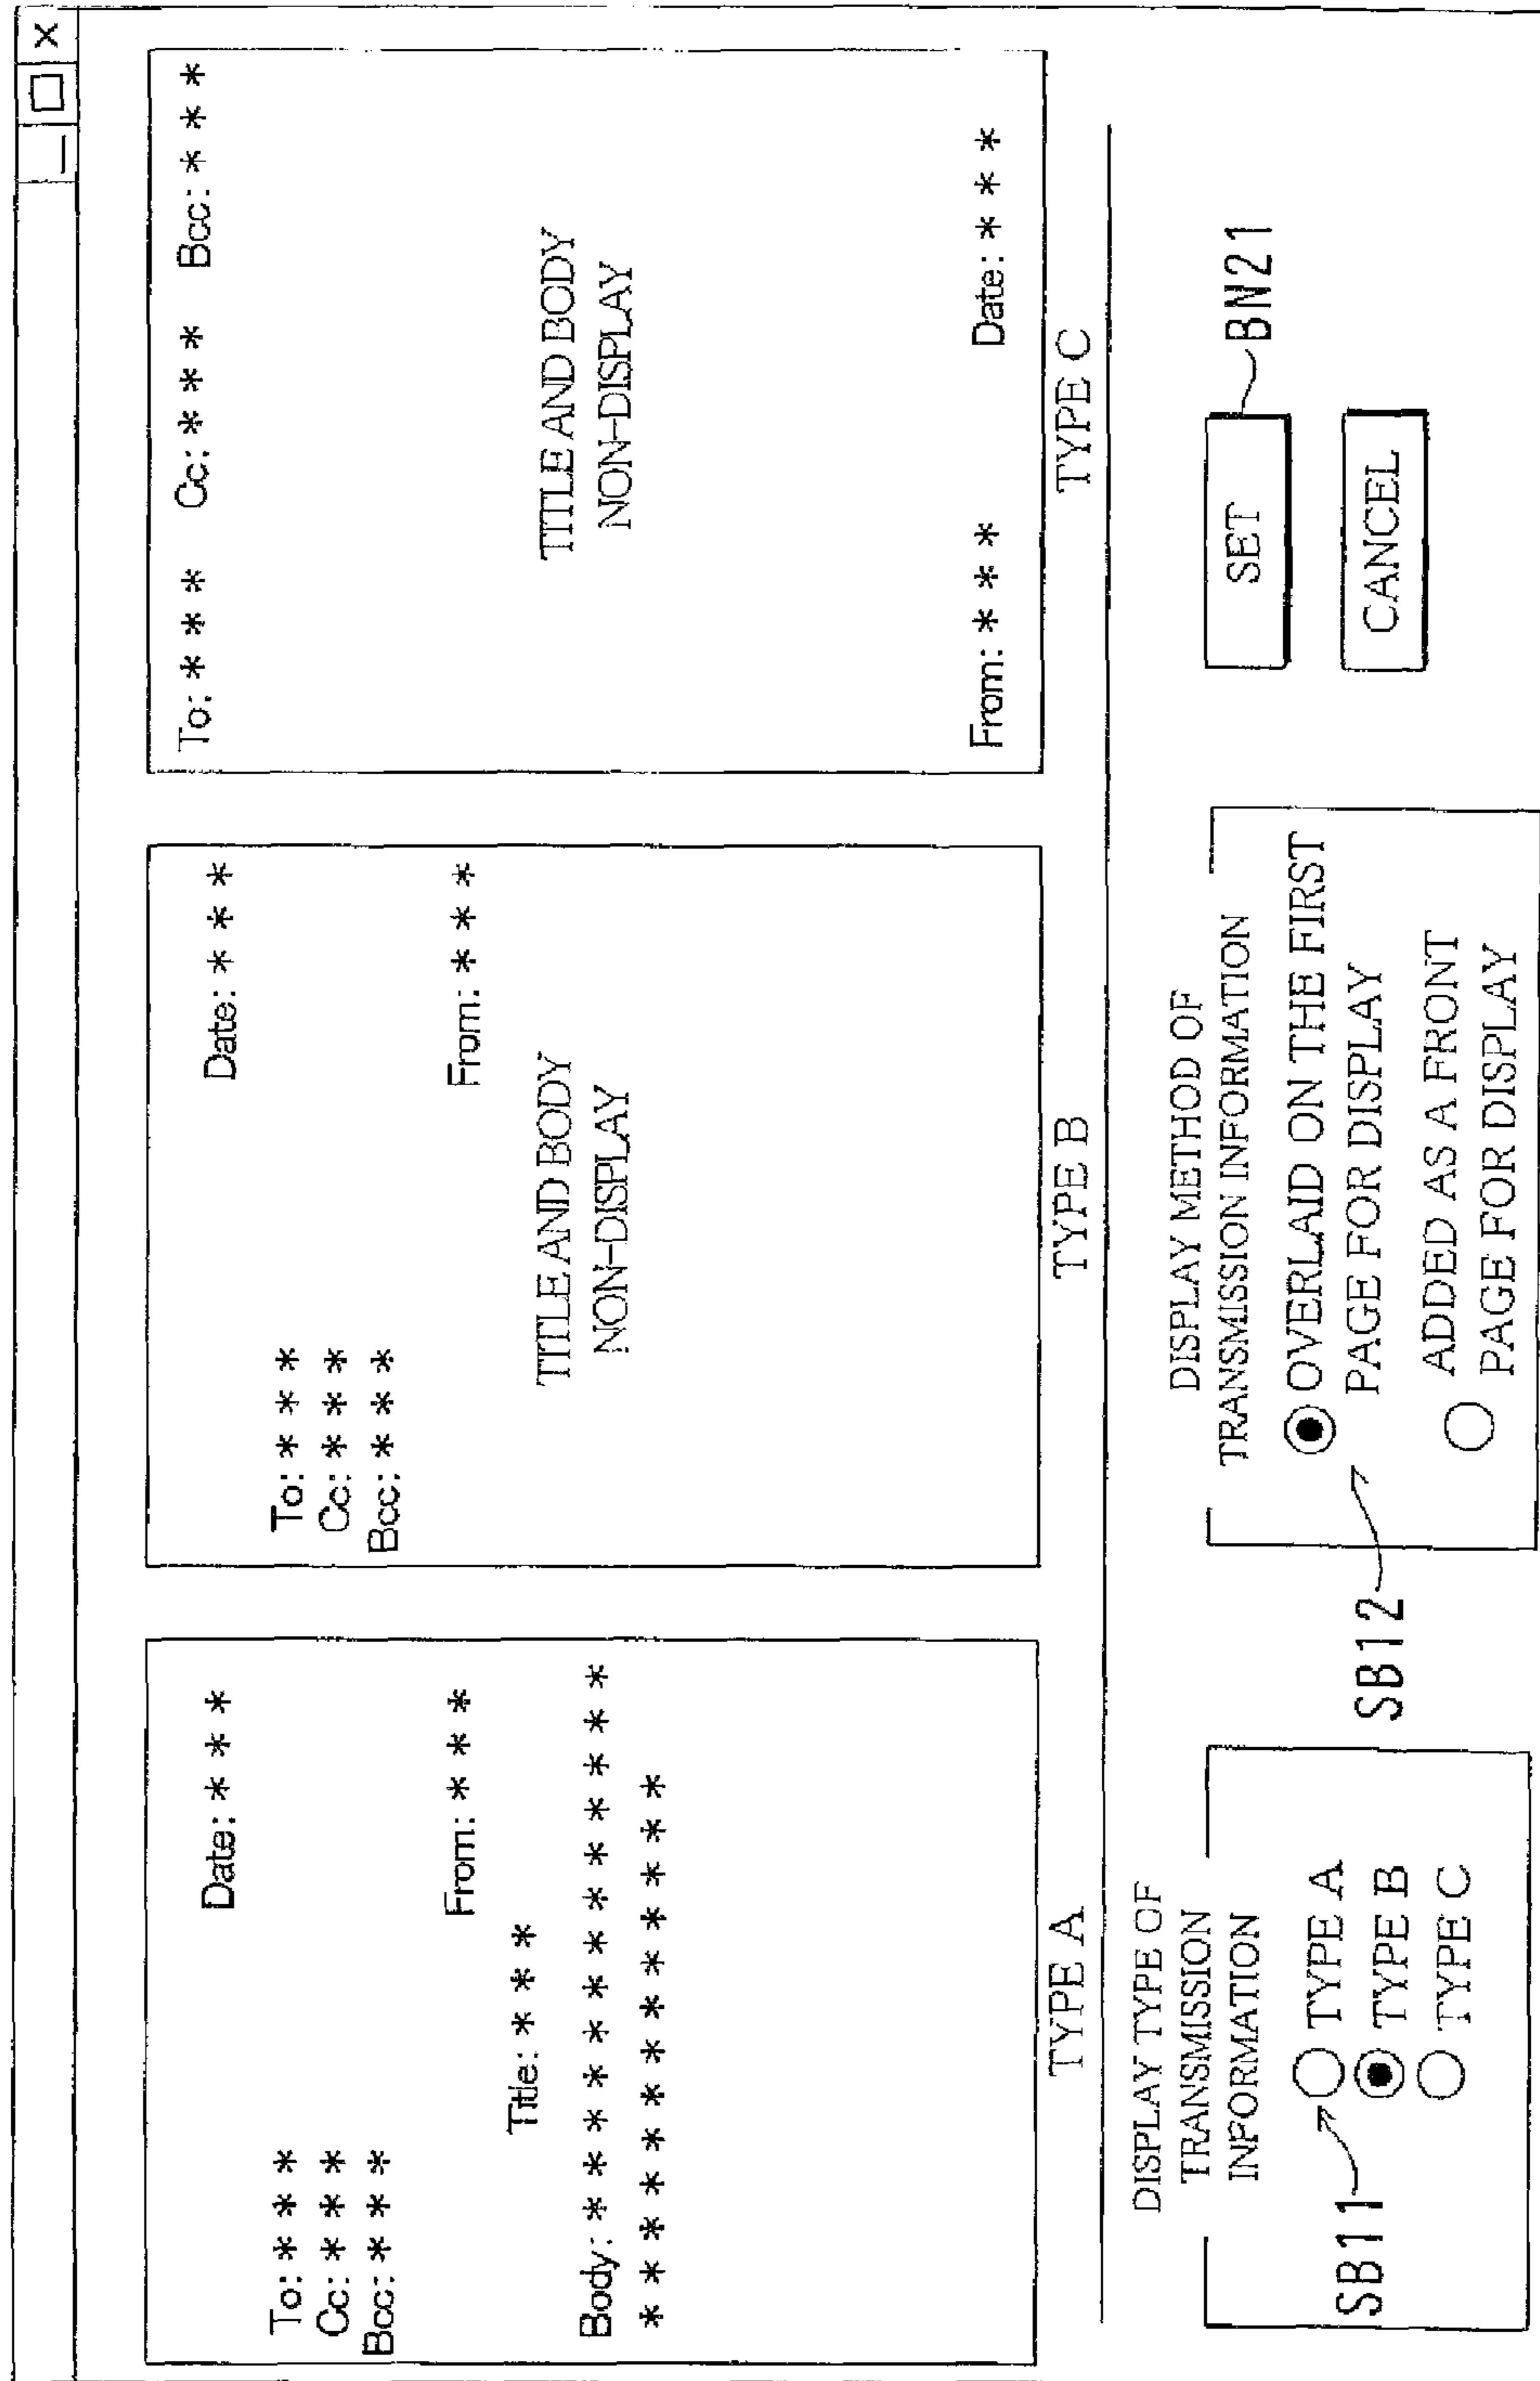 _ □ ×
Date: * * *
To: * * *
Cc: * * *
Bcc: * * *
From: * * *
Title: * * *
Body: * * * * * * * * * * * * *
* * * * * * * * * * * * *
TYPE A
Date: * * *
To: * * *
Cc: * * *
Bcc: * * *
From: * * *
TITLE AND BODY
NON-DISPLAY
TYPE B
To: * * * Cc: * * * Bcc: * * *
TITLE AND BODY
NON-DISPLAY
From: * * * Date: * * *
TYPE C
DISPLAY TYPE OF
TRANSMISSION
INFORMATION
TYPE A
TYPE B
TYPE C
SB11
DISPLAY METHOD OF
TRANSMISSION INFORMATION
OVERLAID ON THE FIRST
PAGE FOR DISPLAY
ADDED AS A FRONT
PAGE FOR DISPLAY
SB12
SET
BN21
CANCEL